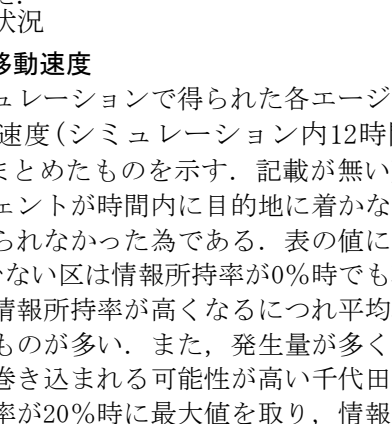 状況
移動速度
ュレーションで得られた各エージ
速度(シミュレーション内12時
まとめたものを示す．記載が無い
ェントが時間内に目的地に着かな
られなかった為である．表の値に
ない区は情報所持率が0%時でも
情報所持率が高くなるにつれ平均
ものが多い．また，発生量が多く
巻き込まれる可能性が高い千代田
率が20%時に最大値を取り，情報